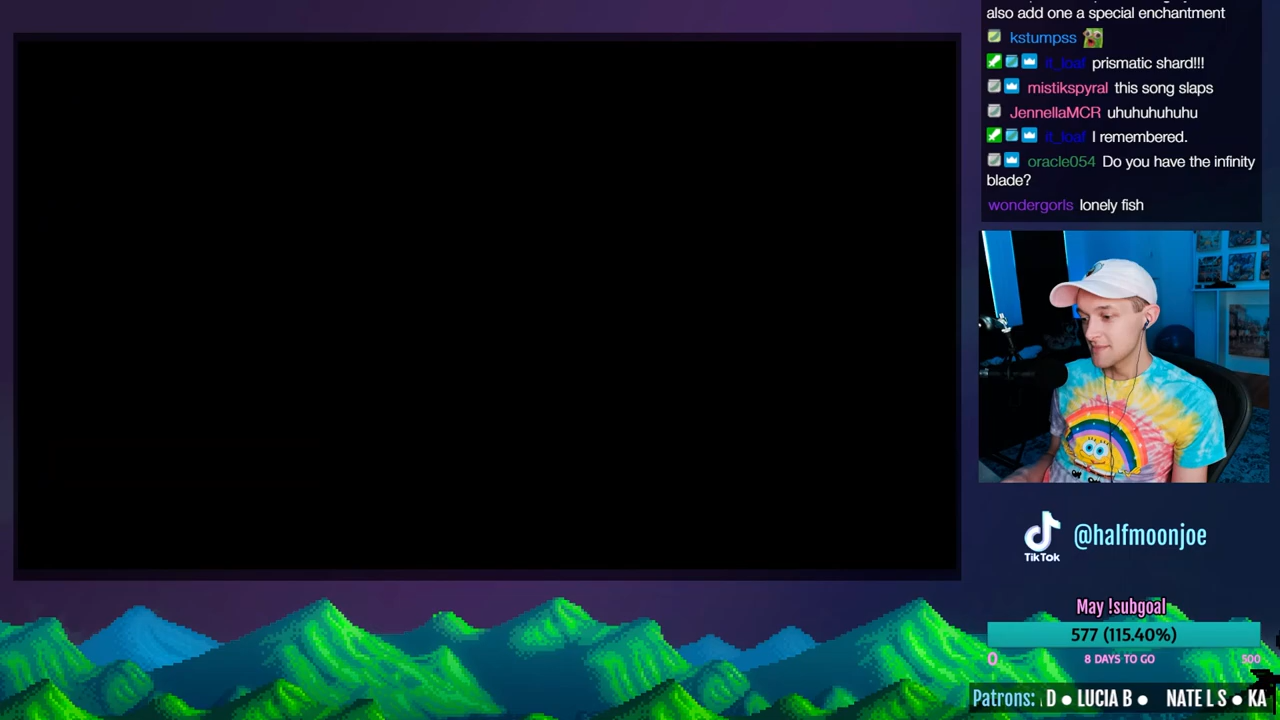 also add one a special enchantment
kstumpss
it_loaf prismatic shard!!!
mistikspyral this song slaps
JennellaMCR uhuhuhuhuhu
it_loaf I remembered.
oracle054 Do you have the infinity
blade?
wondergorls lonely fish
TikTok
@halfmoonjoe
May !subgoal
577 (115.40%)
0 8 DAYS TO GO 500
Patrons: D ● LUCIA B ● NATE L S ● KA